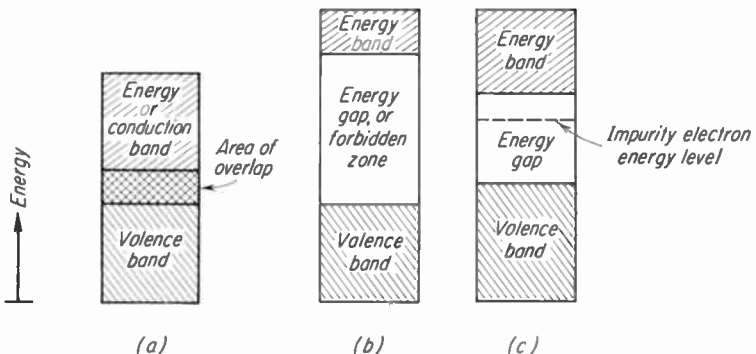 Energy
Energy
or
conduction
band
Area of
overlap
Valence
band
(a)
Energy
band
Energy
gap, or
forbidden
zone
Valence
band
(b)
Energy
band
Energy
gap
Impurity electron
energy level
Valence
band
(c)